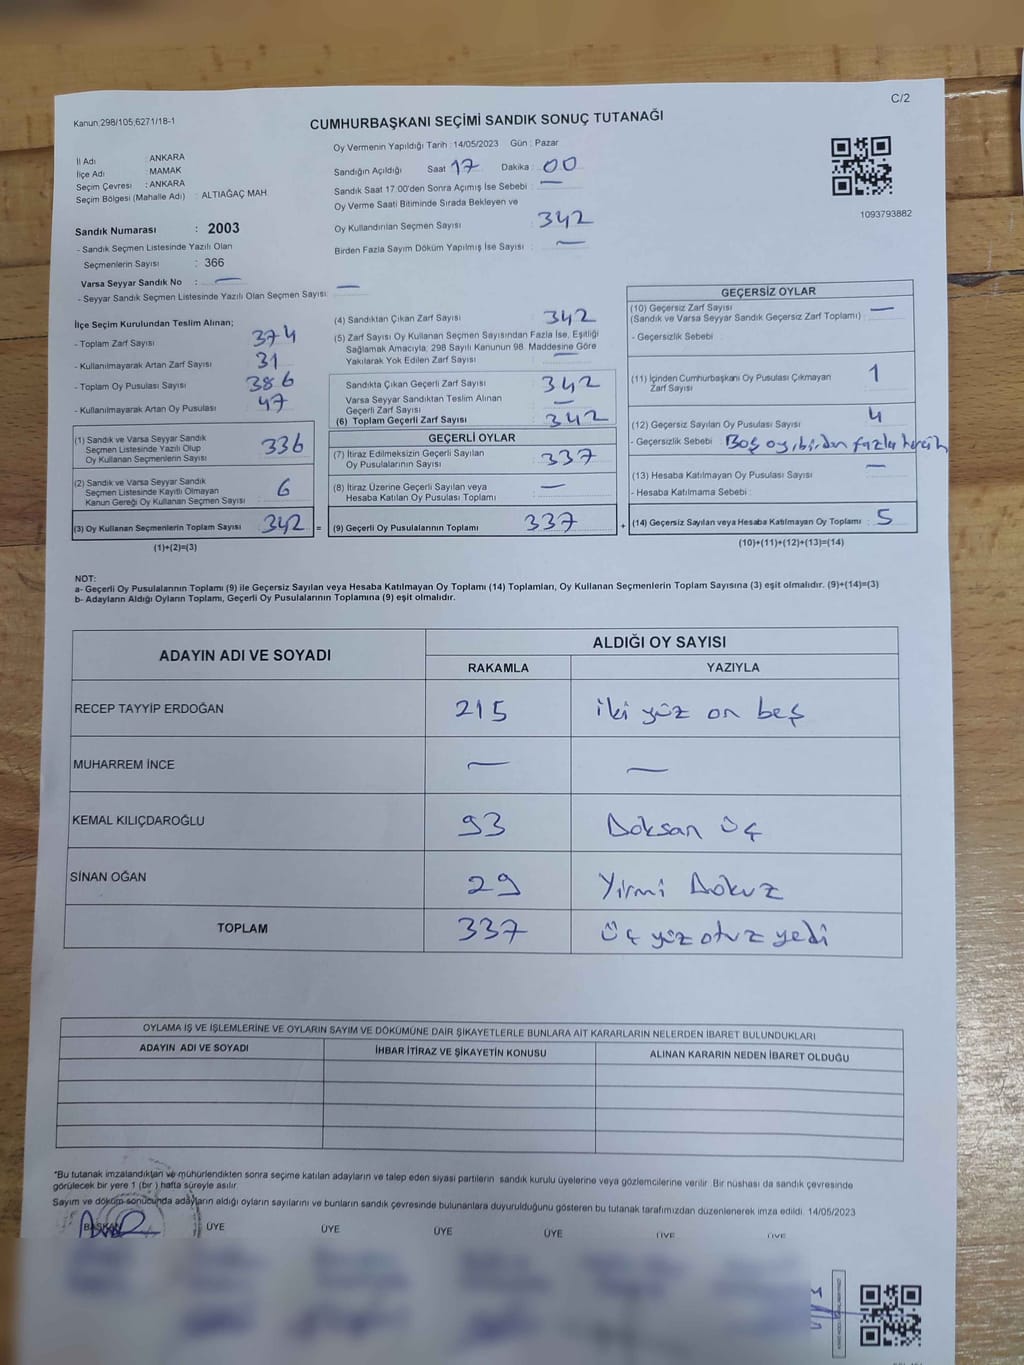 C/2
Kanun:298/105,6271/18-1
CUMHURBAŞKANI SEÇİMİ SANDIK SONUÇ TUTANAĞI
İl Adı : ANKARA
İlçe Adı : MAMAK
Seçim Çevresi : ANKARA
Seçim Bölgesi (Mahalle Adı) : ALTIAĞAÇ MAH.
Oy Vermenin Yapıldığı Tarih : 14/05/2023 Gün : Pazar
Sandığın Açıldığı Saat 17 Dakika : 00
Sandık Saat 17.00'den Sonra Açımış İse Sebebi : —
Oy Verme Saati Bitiminde Sırada Bekleyen ve
Oy Kullandırılan Seçmen Sayısı : 342
Birden Fazla Sayım Döküm Yapılmış İse Sayısı : —
1093793882
Sandık Numarası : 2003
- Sandık Seçmen Listesinde Yazılı Olan
Seçmenlerin Sayısı : 366
Varsa Seyyar Sandık No : —
- Seyyar Sandık Seçmen Listesinde Yazılı Olan Seçmen Sayısı: —
İlçe Seçim Kurulundan Teslim Alınan;
- Toplam Zarf Sayısı 374
- Kullanılmayarak Artan Zarf Sayısı 31
- Toplam Oy Pusulası Sayısı 386
- Kullanılmayarak Artan Oy Pusulası 47
(1) Sandık ve Varsa Seyyar Sandık
Seçmen Listesinde Yazılı Olup
Oy Kullanan Seçmenlerin Sayısı 336
(2) Sandık ve Varsa Seyyar Sandık
Seçmen Listesinde Kayıtlı Olmayan
Kanun Gereği Oy Kullanan Seçmen Sayısı 6
(3) Oy Kullanan Seçmenlerin Toplam Sayısı 342 =
(1)+(2)=(3)
(4) Sandıktan Çıkan Zarf Sayısı : 342
(5) Zarf Sayısı Oy Kullanan Seçmen Sayısından Fazla İse, Eşitliği
Sağlamak Amacıyla, 298 Sayılı Kanunun 98. Maddesine Göre
Yakılarak Yok Edilen Zarf Sayısı : —
Sandıkta Çıkan Geçerli Zarf Sayısı : 342
Varsa Seyyar Sandıktan Teslim Alınan
Geçerli Zarf Sayısı : —
(6) Toplam Geçerli Zarf Sayısı : 342
GEÇERLİ OYLAR
(7) İtiraz Edilmeksizin Geçerli Sayılan
Oy Pusulalarının Sayısı : 337
(8) İtiraz Üzerine Geçerli Sayılan veya
Hesaba Katılan Oy Pusulası Toplamı : —
(9) Geçerli Oy Pusulalarının Toplamı : 337 +
GEÇERSİZ OYLAR
(10) Geçersiz Zarf Sayısı
(Sandık ve Varsa Seyyar Sandık Geçersiz Zarf Toplamı) : —
- Geçersizlik Sebebi :
(11) İçinden Cumhurbaşkanı Oy Pusulası Çıkmayan
Zarf Sayısı : 1
(12) Geçersiz Sayılan Oy Pusulası Sayısı : 4
- Geçersizlik Sebebi : Boş oy, birden fazla tercih
(13) Hesaba Katılmayan Oy Pusulası Sayısı : —
- Hesaba Katılmama Sebebi :
(14) Geçersiz Sayılan veya Hesaba Katılmayan Oy Toplamı : 5
(10)+(11)+(12)+(13)=(14)
NOT:
a- Geçerli Oy Pusulalarının Toplamı (9) ile Geçersiz Sayılan veya Hesaba Katılmayan Oy Toplamı (14) Toplamları, Oy Kullanan Seçmenlerin Toplam Sayısına (3) eşit olmalıdır. (9)+(14)=(3)
b- Adayların Aldığı Oyların Toplamı, Geçerli Oy Pusulalarının Toplamına (9) eşit olmalıdır.
ADAYIN ADI VE SOYADI ALDIĞI OY SAYISI
RAKAMLA YAZIYLA
RECEP TAYYİP ERDOĞAN 215 iki yüz on beş
MUHARREM İNCE — —
KEMAL KILIÇDAROĞLU 93 Doksan üç
SİNAN OĞAN 29 Yirmi Dokuz
TOPLAM 337 üç yüz otuz yedi
OYLAMA İŞ VE İŞLEMLERİNE VE OYLARIN SAYIM VE DÖKÜMÜNE DAİR ŞİKAYETLERLE BUNLARA AİT KARARLARIN NELERDEN İBARET BULUNDUKLARI
ADAYIN ADI VE SOYADI İHBAR İTİRAZ VE ŞİKAYETİN KONUSU ALINAN KARARIN NEDEN İBARET OLDUĞU
*Bu tutanak imzalandıktan ve mühürlendikten sonra seçime katılan adayların ve talep eden siyasi partilerin sandık kurulu üyelerine veya gözlemcilerine verilir. Bir nüshası da sandık çevresinde
görülecek bir yere 1 (bir ) hafta süreyle asılır.
Sayım ve döküm sonucunda adayların aldığı oyların sayılarını ve bunların sandık çevresinde bulunanlara duyurulduğunu gösteren bu tutanak tarafımızdan düzenlenerek imza edildi. 14/05/2023
BAŞKAN ÜYE ÜYE ÜYE ÜYE ÜYE ÜYE